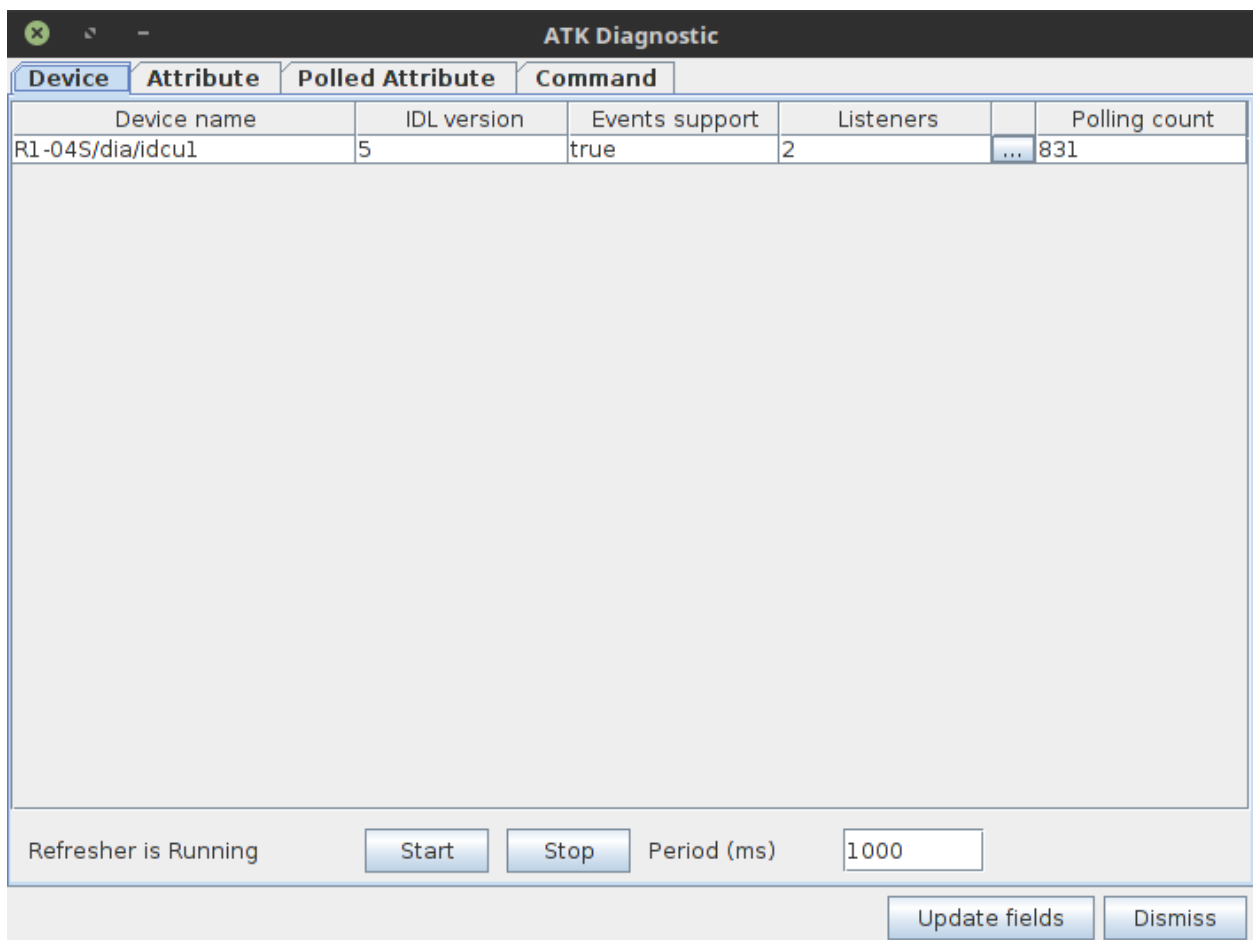 ATK Diagnostic
Device Attribute Polled Attribute Command
Device name IDL version Events support Listeners Polling count
R1-04S/dia/idcu1 5 true 2 ... 831
Refresher is Running Start Stop Period (ms) 1000
Update fields Dismiss